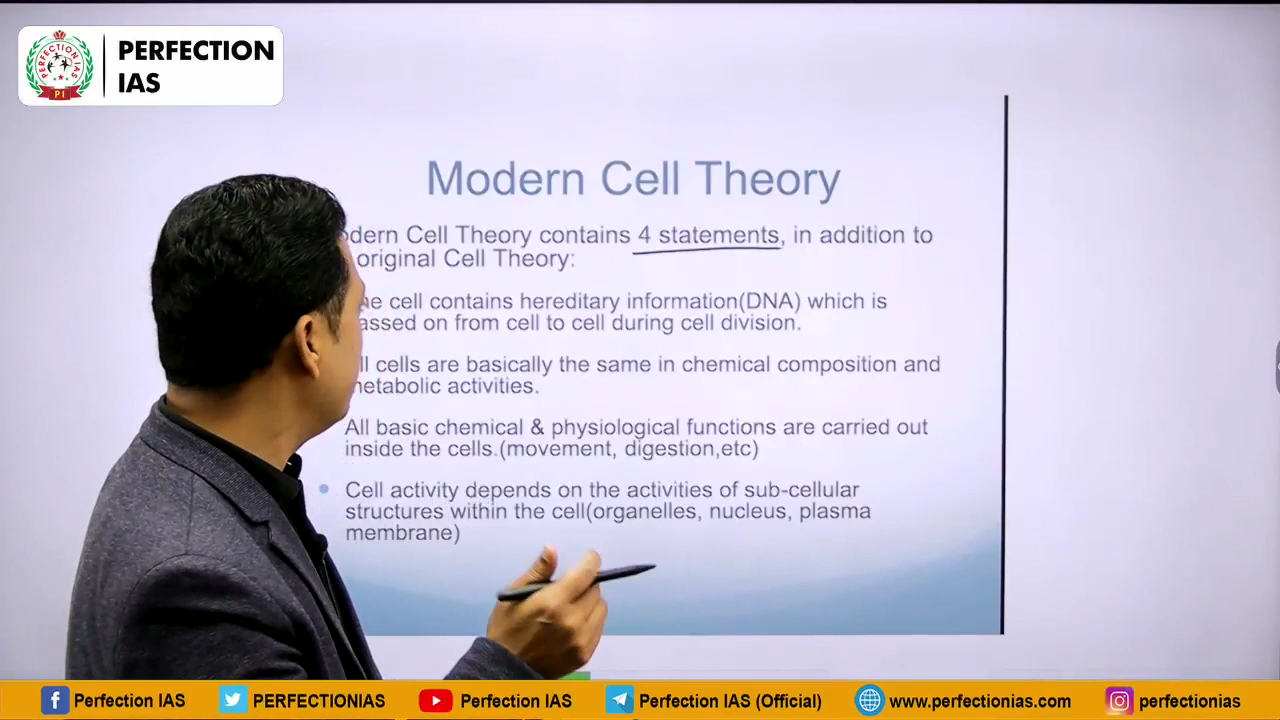 PERFECTION
IAS
PERFECTION IAS
PI
Modern Cell Theory
dern Cell Theory contains 4 statements, in addition to
original Cell Theory:
e cell contains hereditary information(DNA) which is
assed on from cell to cell during cell division.
ll cells are basically the same in chemical composition and
etabolic activities.
All basic chemical & physiological functions are carried out
inside the cells.(movement, digestion,etc)
• Cell activity depends on the activities of sub-cellular
structures within the cell(organelles, nucleus, plasma
membrane)
Perfection IAS PERFECTIONIAS Perfection IAS Perfection IAS (Official) www.perfectionias.com perfectionias